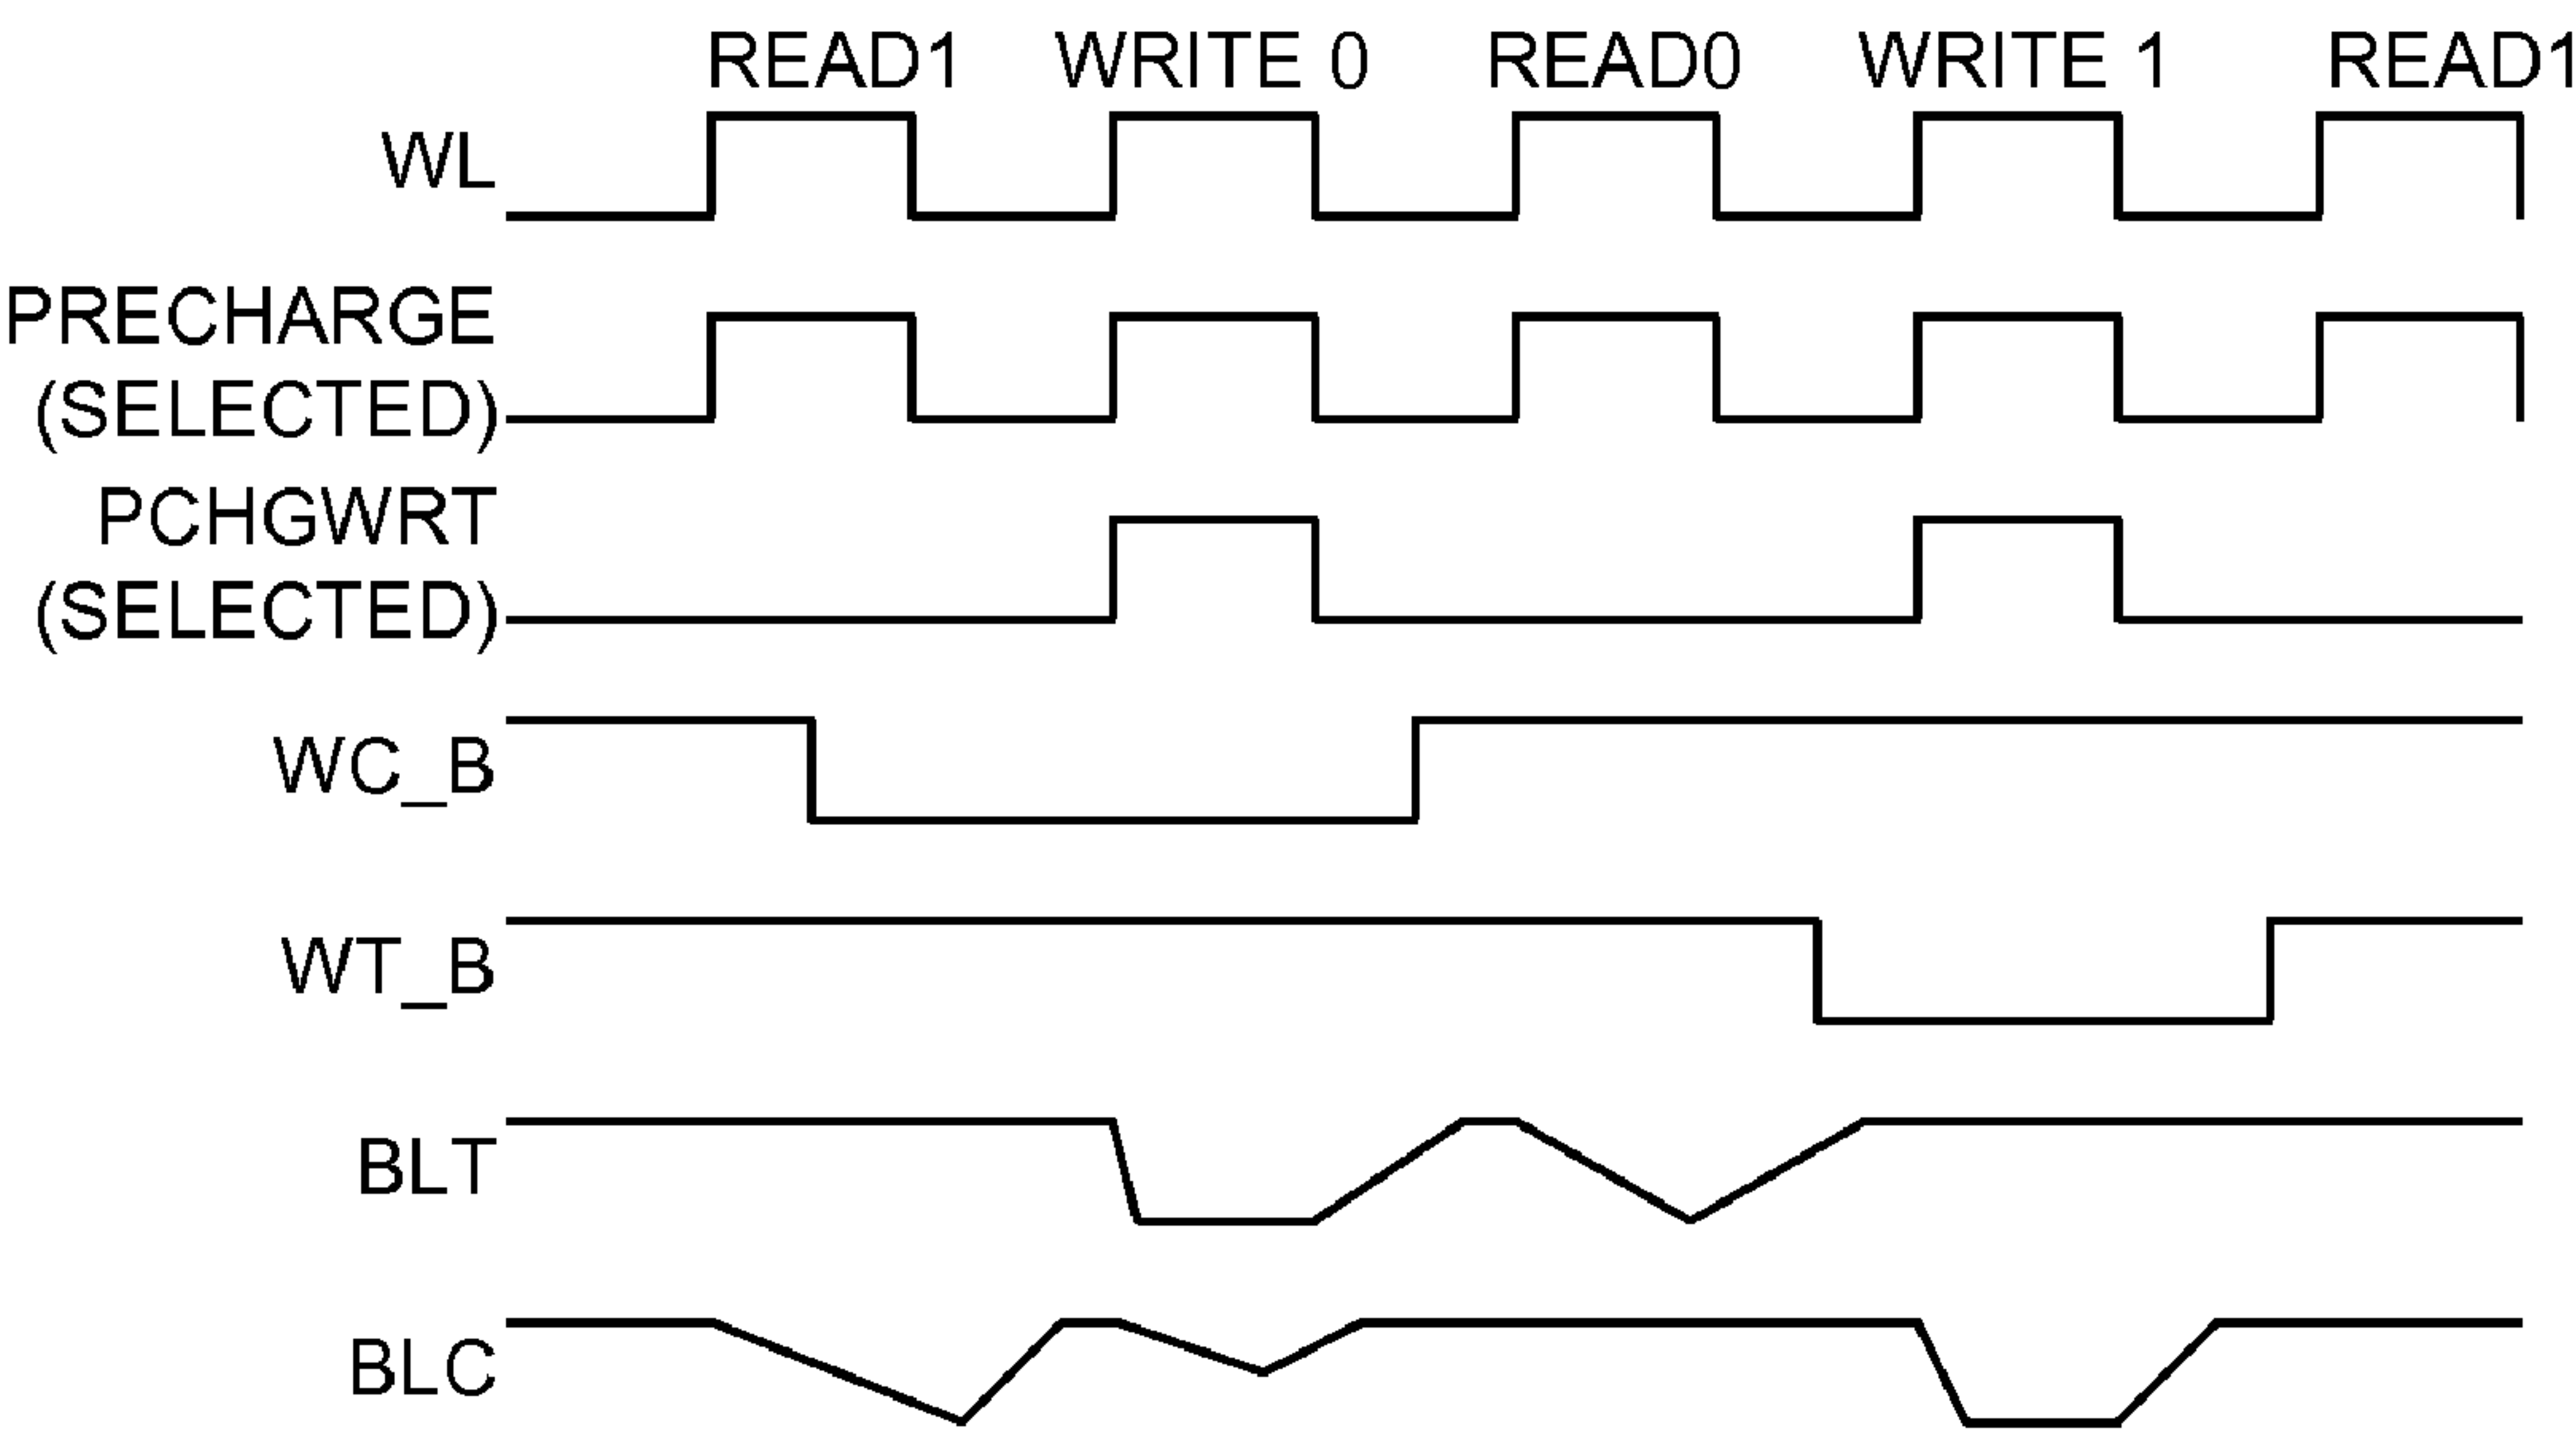 READ1 WRITE 0 READ0 WRITE 1 READ1
WL
PRECHARGE
(SELECTED)
PCHGWRT
(SELECTED)
WC_B
WT_B
BLT
BLC